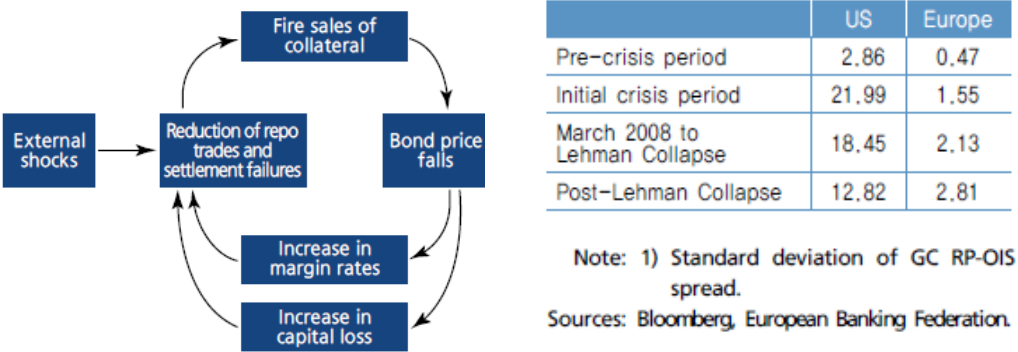 Fire sales of
collateral
External
shocks
Reduction of repo
trades and
settlement failures
Bond price
falls
Increase in
margin rates
Increase in
capital loss
US Europe
Pre-crisis period 2.86 0.47
Initial crisis period 21.99 1.55
March 2008 to
Lehman Collapse 18.45 2.13
Post-Lehman Collapse 12.82 2.81
Note: 1) Standard deviation of GC RP-OIS
spread.
Sources: Bloomberg, European Banking Federation.